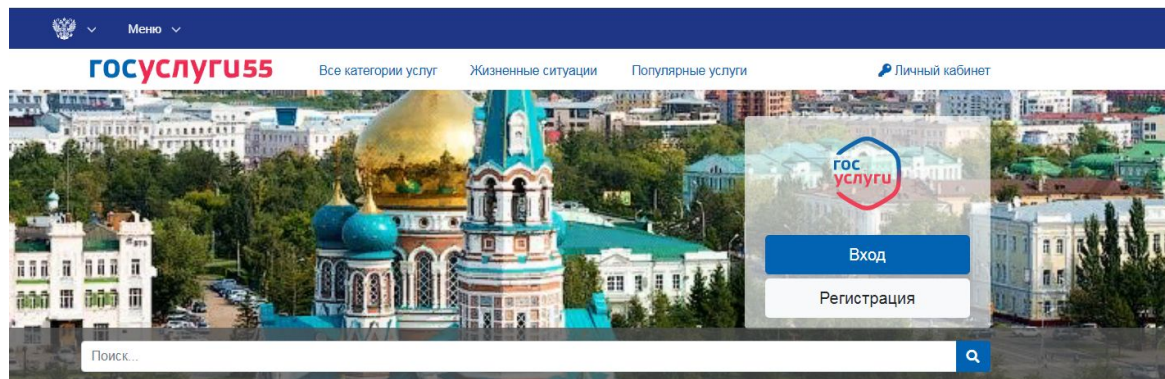 Меню
госуслуги55 Все категории услуг Жизненные ситуации Популярные услуги Личный кабинет
гос
услуги
Вход
Регистрация
Поиск...